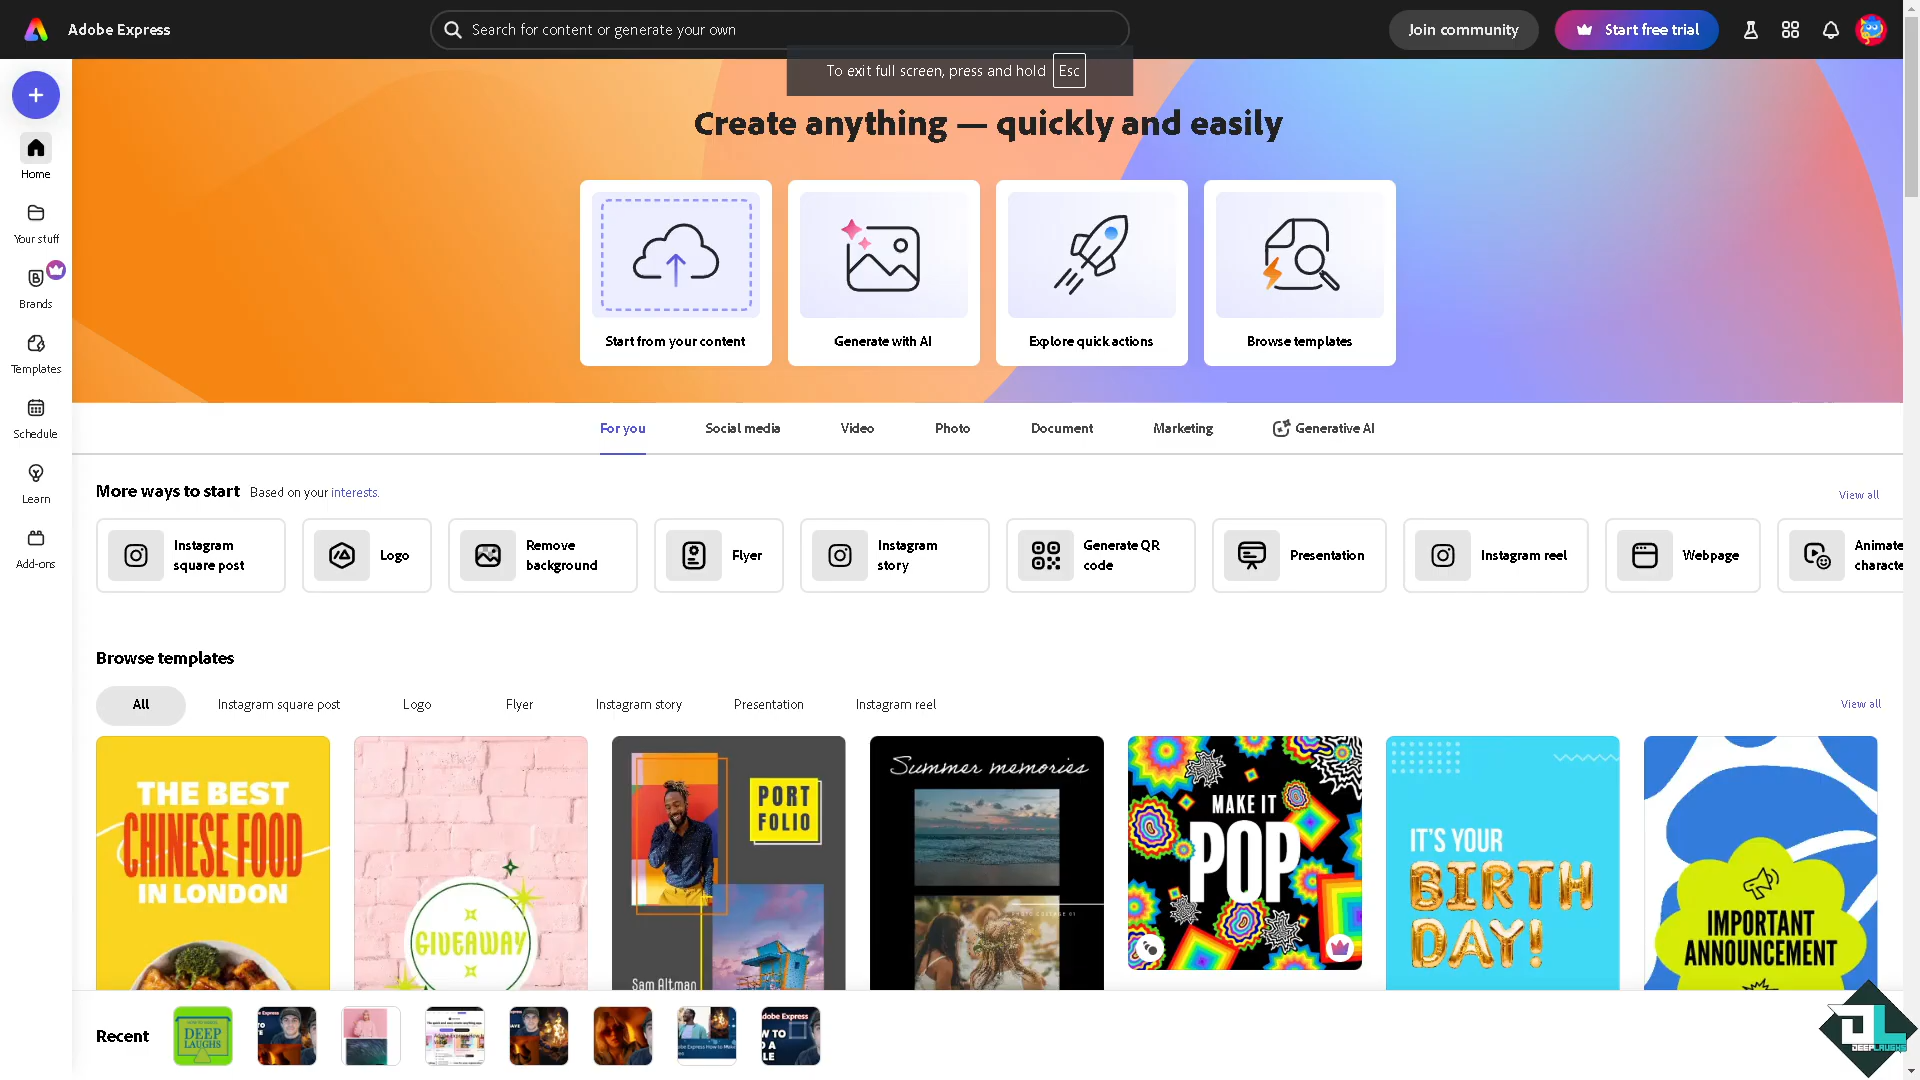 Adobe Express
Search for content or generate your own
Join community
Start free trial
To exit full screen, press and hold Esc
Create anything — quickly and easily
Home
Your stuff
Brands
Templates
Schedule
Learn
Add-ons
Start from your content
Generate with AI
Explore quick actions
Browse templates
For you
Social media
Video
Photo
Document
Marketing
Generative AI
More ways to start
Based on your interests.
View all
Instagram
square post
Logo
Remove
background
Flyer
Instagram
story
Generate QR
code
Presentation
Instagram reel
Webpage
Animate
characte
Browse templates
All
Instagram square post
Logo
Flyer
Instagram story
Presentation
Instagram reel
View all
THE BEST
CHINESE FOOD
IN LONDON
GIVEAWAY
PORT
FOLIO
Sam Altman
Summer memories
MAKE IT
POP
IT'S YOUR
BIRTH
DAY!
IMPORTANT
ANNOUNCEMENT
Recent
DEEP
LAUGHS
DL
DEEPLAUGHS